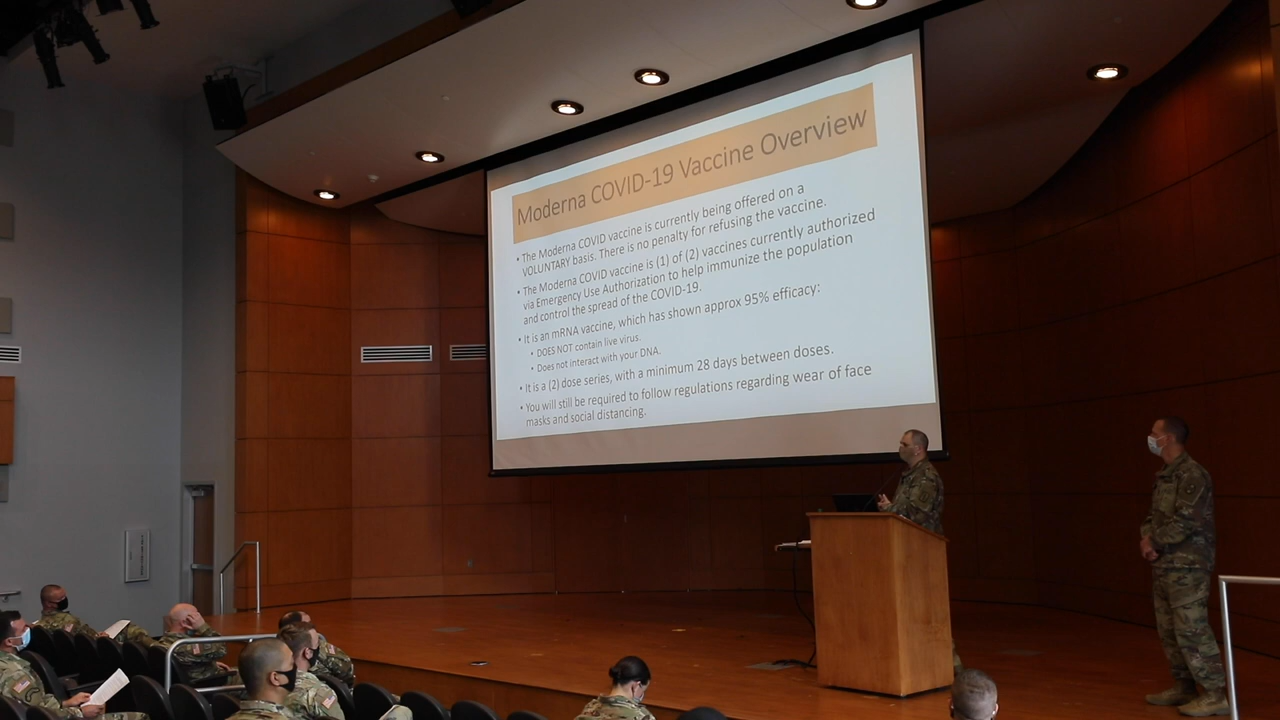 Moderna COVID-19 Vaccine Overview
• The Moderna COVID vaccine is currently being offered on a
VOLUNTARY basis. There is no penalty for refusing the vaccine.
• The Moderna COVID vaccine is (1) of (2) vaccines currently authorized
via Emergency Use Authorization to help immunize the population
and control the spread of the COVID-19.
• It is an mRNA vaccine, which has shown approx 95% efficacy:
• DOES NOT contain live virus.
• Does not interact with your DNA.
• It is a (2) dose series, with a minimum 28 days between doses.
• You will still be required to follow regulations regarding wear of face
masks and social distancing.